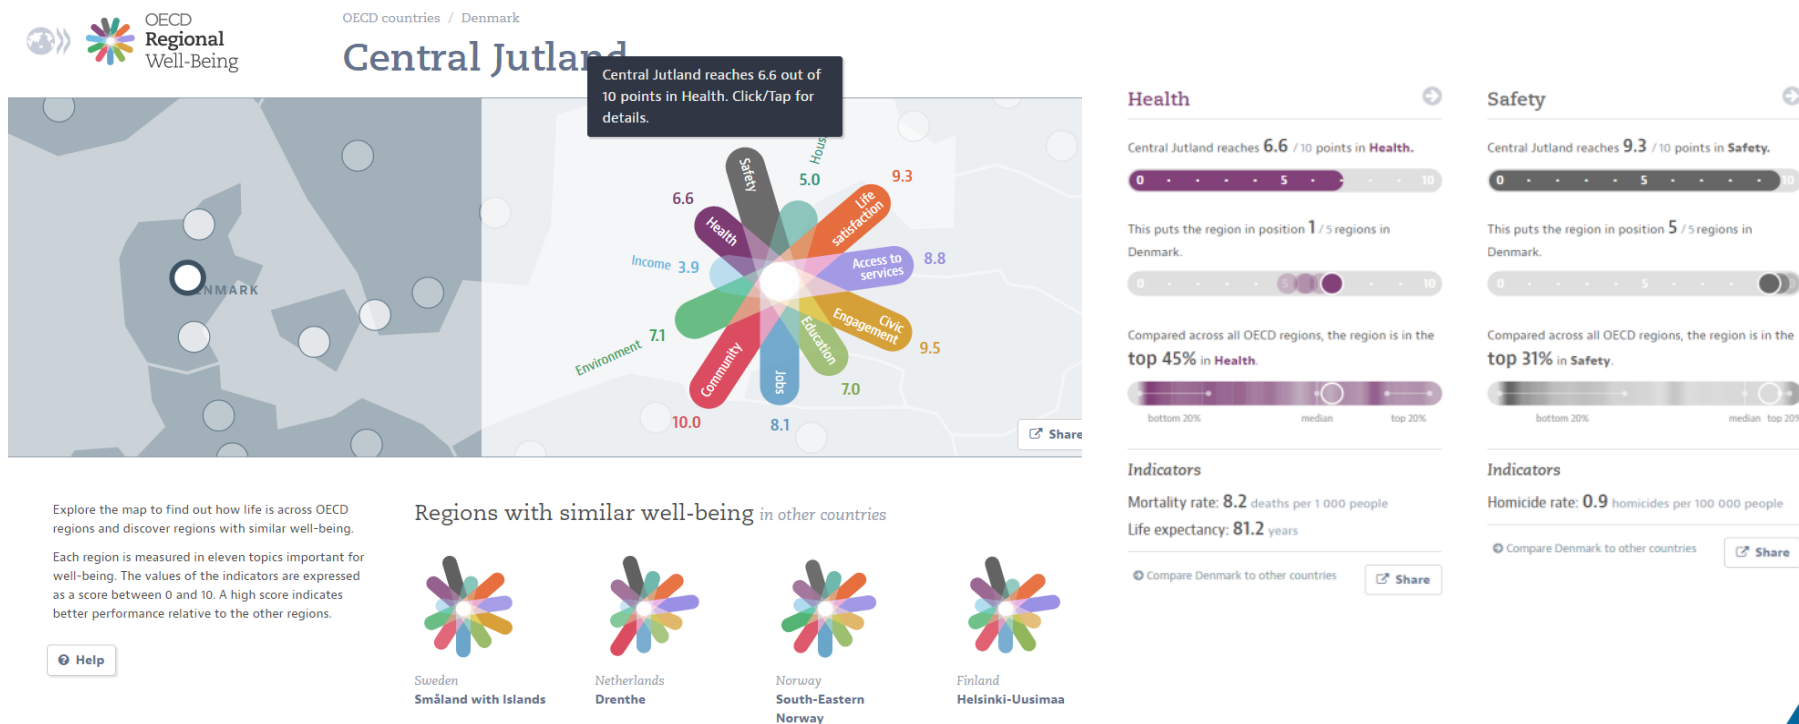 OECD
Regional
Well-Being
OECD countries / Denmark
Central Jutland
Central Jutland reaches 6.6 out of
10 points in Health. Click/Tap for
details.
DENMARK
Safety
5.0
Life
satisfaction
9.3
Access to
services
8.8
Civic
Engagement
9.5
Education
7.0
Jobs
8.1
Community
10.0
Environment 7.1
Income 3.9
Health
6.6
Share
Explore the map to find out how life is across OECD
regions and discover regions with similar well-being.
Each region is measured in eleven topics important for
well-being. The values of the indicators are expressed
as a score between 0 and 10. A high score indicates
better performance relative to the other regions.
Help
Regions with similar well-being in other countries
Sweden
Småland with Islands
Netherlands
Drenthe
Norway
South-Eastern
Norway
Finland
Helsinki-Uusimaa
Health
Central Jutland reaches 6.6 /10 points in Health.
0 5 10
This puts the region in position 1 / 5 regions in
Denmark.
0 5 10
Compared across all OECD regions, the region is in the
top 45% in Health.
bottom 20% median top 20%
Indicators
Mortality rate: 8.2 deaths per 1 000 people
Life expectancy: 81.2 years
Compare Denmark to other countries
Share
Safety
Central Jutland reaches 9.3 /10 points in Safety.
0 5 10
This puts the region in position 5 / 5 regions in
Denmark.
0 5
Compared across all OECD regions, the region is in the
top 31% in Safety.
bottom 20% median top 20%
Indicators
Homicide rate: 0.9 homicides per 100 000 people
Compare Denmark to other countries
Share